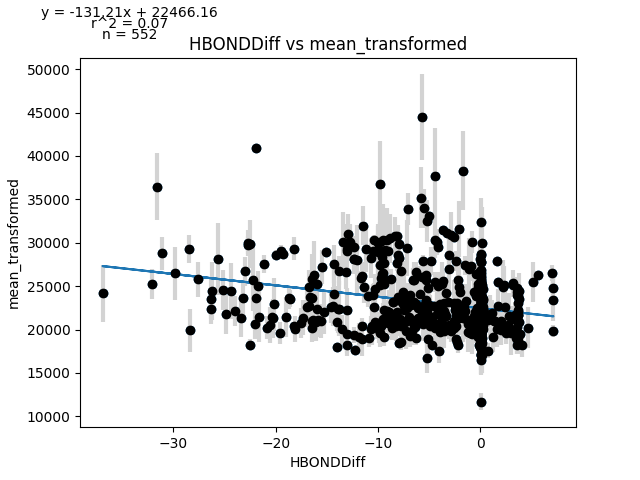 y = -131.21x + 22466.16
r^2 = 0.07
n = 552
HBONDDiff vs mean_transformed
50000
45000
40000
35000
30000
25000
20000
15000
10000
mean_transformed
−30
−20
−10
0
HBONDDiff